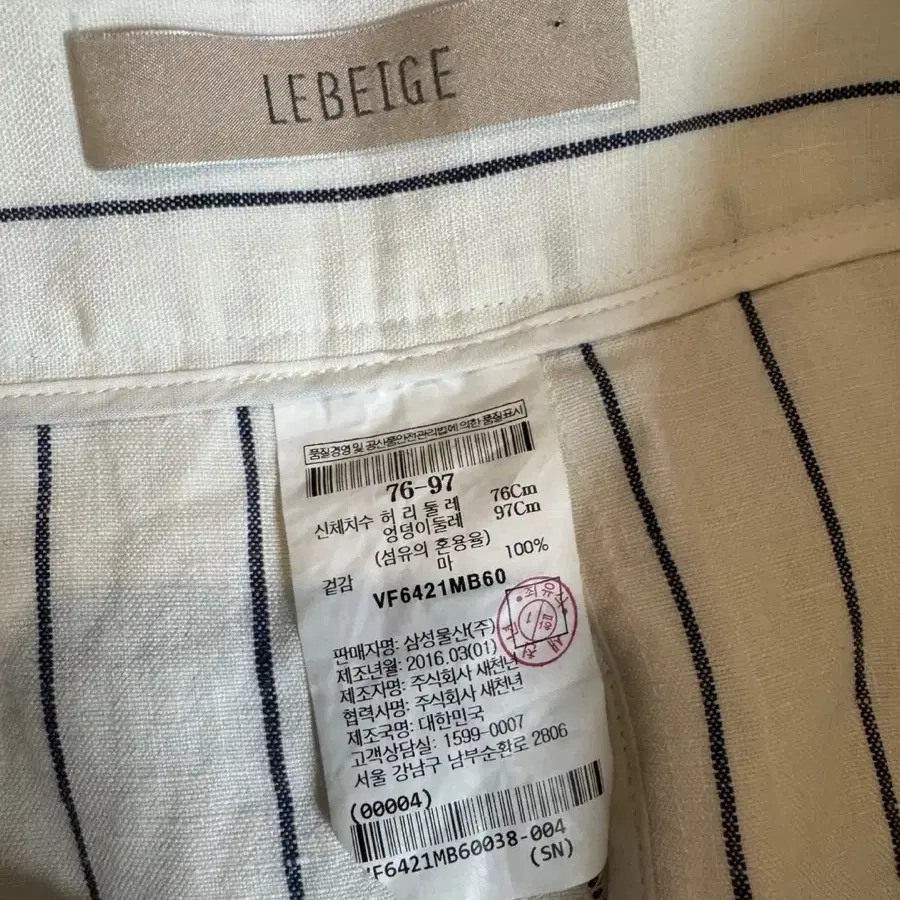 LEBEIGE
품질경영 및 공산품안전관리법에 의한 품질표시
76-97
신체치수 허 리 둘 레 76Cm
엉덩이둘레 97Cm
(섬유의 혼용율)
겉감 마 100%
VF6421MB60
판매자명: 삼성물산(주)
제조년월: 2016.03(01)
제조자명: 주식회사 새천년
협력사명: 주식회사 새천년
제조국명: 대한민국
고객상담실: 1599-0007
서울 강남구 남부순환로 2806
(00004)
VF6421MB60038-004
(SN)